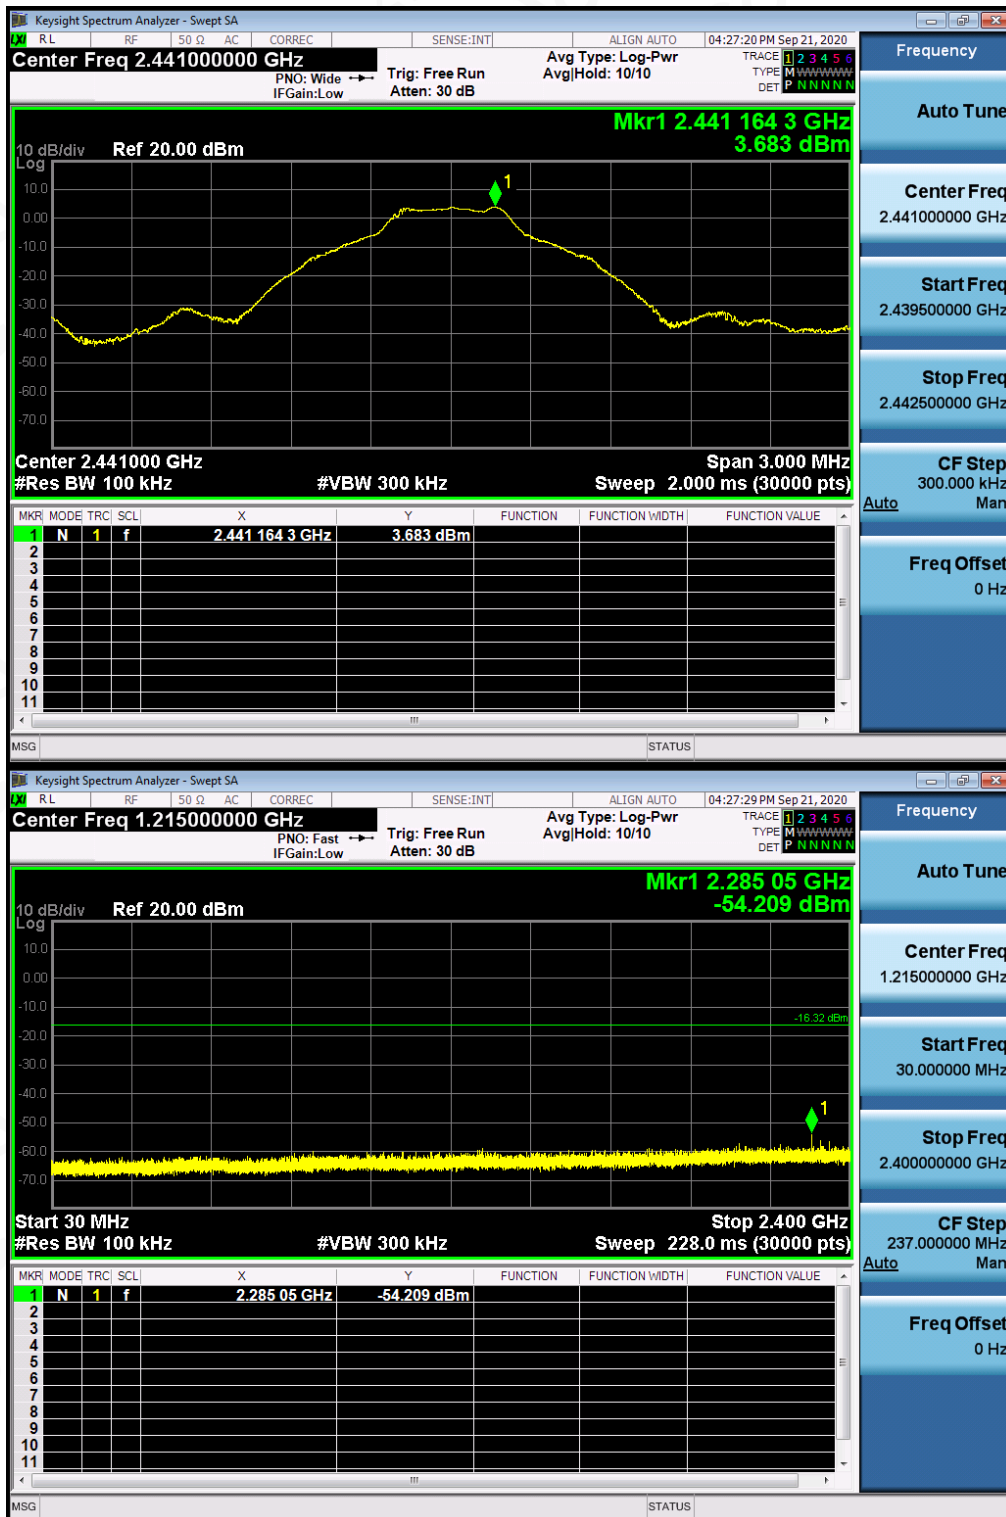 Keysight Spectrum Analyzer - Swept SA
LXI RL RF 50 Ω AC CORREC SENSE:INT ALIGN AUTO 04:27:20 PM Sep 21, 2020
Center Freq 2.441000000 GHz Avg Type: Log-Pwr TRACE 1 2 3 4 5 6
PNO: Wide Trig: Free Run Avg|Hold: 10/10 TYPE M WWWWW
IFGain:Low Atten: 30 dB DET P N N N N N
Mkr1 2.441 164 3 GHz
3.683 dBm
10 dB/div Ref 20.00 dBm
Log
10.0
0.00
-10.0
-20.0
-30.0
-40.0
-50.0
-60.0
-70.0
1
Center 2.441000 GHz Span 3.000 MHz
#Res BW 100 kHz #VBW 300 kHz Sweep 2.000 ms (30000 pts)
MKR MODE TRC SCL X Y FUNCTION FUNCTION WIDTH FUNCTION VALUE
1 N 1 f 2.441 164 3 GHz 3.683 dBm
2
3
4
5
6
7
8
9
10
11
MSG STATUS
Frequency
Auto Tune
Center Freq
2.441000000 GHz
Start Freq
2.439500000 GHz
Stop Freq
2.442500000 GHz
CF Step
300.000 kHz
Auto Man
Freq Offset
0 Hz
Keysight Spectrum Analyzer - Swept SA
LXI RL RF 50 Ω AC CORREC SENSE:INT ALIGN AUTO 04:27:29 PM Sep 21, 2020
Center Freq 1.215000000 GHz Avg Type: Log-Pwr TRACE 1 2 3 4 5 6
PNO: Fast Trig: Free Run Avg|Hold: 10/10 TYPE M WWWWW
IFGain:Low Atten: 30 dB DET P N N N N N
Mkr1 2.285 05 GHz
-54.209 dBm
10 dB/div Ref 20.00 dBm
Log
10.0
0.00
-10.0
-20.0
-30.0
-40.0
-50.0
-60.0
-70.0
-16.32 dBm
1
Start 30 MHz Stop 2.400 GHz
#Res BW 100 kHz #VBW 300 kHz Sweep 228.0 ms (30000 pts)
MKR MODE TRC SCL X Y FUNCTION FUNCTION WIDTH FUNCTION VALUE
1 N 1 f 2.285 05 GHz -54.209 dBm
2
3
4
5
6
7
8
9
10
11
MSG STATUS
Frequency
Auto Tune
Center Freq
1.215000000 GHz
Start Freq
30.000000 MHz
Stop Freq
2.400000000 GHz
CF Step
237.000000 MHz
Auto Man
Freq Offset
0 Hz